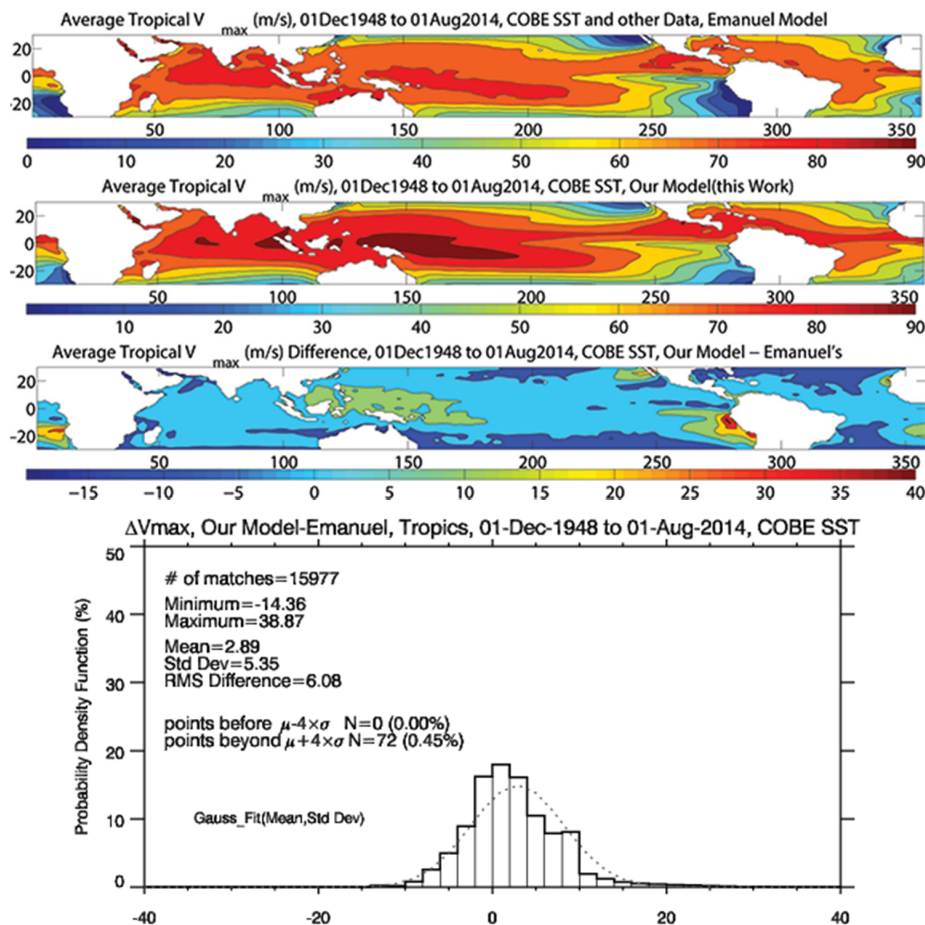 Average Tropical V max (m/s), 01Dec1948 to 01Aug2014, COBE SST and other Data, Emanuel Model
20
0
-20
50 100 150 200 250 300 350
0 10 20 30 40 50 60 70 80 90
Average Tropical V max (m/s), 01Dec1948 to 01Aug2014, COBE SST, Our Model(this Work)
20
0
-20
50 100 150 200 250 300 350
10 20 30 40 50 60 70 80 90
Average Tropical V max (m/s) Difference, 01Dec1948 to 01Aug2014, COBE SST, Our Model – Emanuel's
20
0
-20
50 100 150 200 250 300 350
-15 -10 -5 0 5 10 15 20 25 30 35 40
ΔVmax, Our Model-Emanuel, Tropics, 01-Dec-1948 to 01-Aug-2014, COBE SST
Probability Density Function (%)
50
40
30
20
10
0
# of matches=15977
Minimum=-14.36
Maximum=38.87
Mean=2.89
Std Dev=5.35
RMS Difference=6.08
points before μ-4×σ N=0 (0.00%)
points beyond μ+4×σ N=72 (0.45%)
Gauss_Fit(Mean,Std Dev)
-40 -20 0 20 40